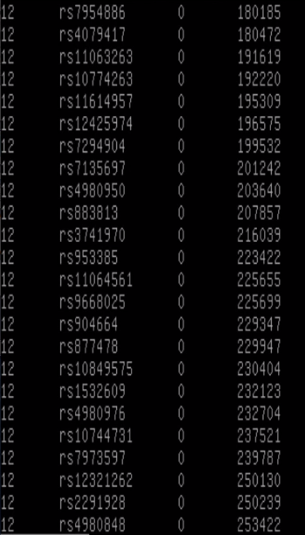 12 rs7954886 0 180185
12 rs4079417 0 180472
12 rs11063263 0 191619
12 rs10774263 0 192220
12 rs11614957 0 195309
12 rs12425974 0 196575
12 rs7294904 0 199532
12 rs7135697 0 201242
12 rs4980950 0 203640
12 rs883813 0 207857
12 rs3741970 0 216039
12 rs953385 0 223422
12 rs11064561 0 225655
12 rs9668025 0 225699
12 rs904664 0 229347
12 rs877478 0 229947
12 rs10849575 0 230404
12 rs1532609 0 232123
12 rs4980976 0 232704
12 rs10744731 0 237521
12 rs7973597 0 239787
12 rs12321262 0 250130
12 rs2291928 0 250239
12 rs4980848 0 253422